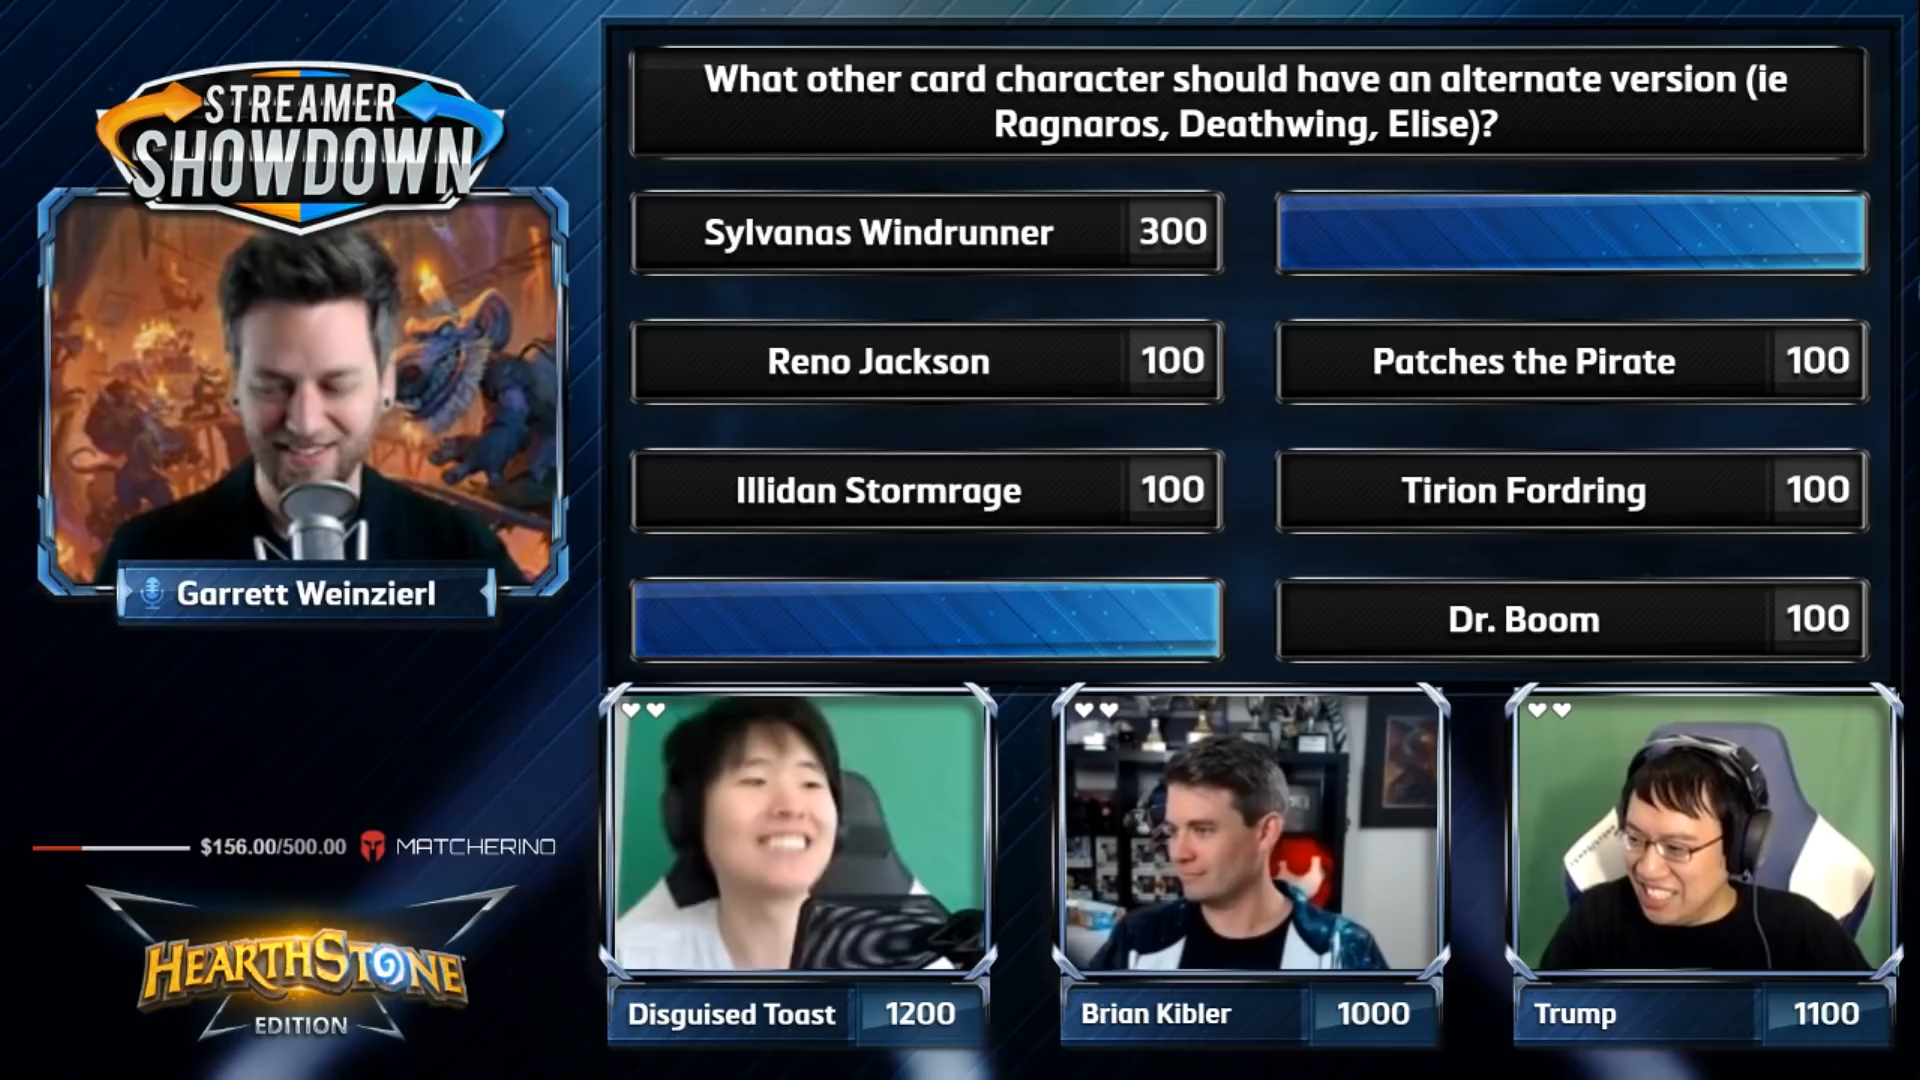 STREAMER
SHOWDOWN
Garrett Weinzierl
What other card character should have an alternate version (ie
Ragnaros, Deathwing, Elise)?
Sylvanas Windrunner 300
Reno Jackson 100
Patches the Pirate 100
Illidan Stormrage 100
Tirion Fordring 100
Dr. Boom 100
$156.00/500.00 MATCHERINO
HEARTHSTONE
EDITION
Disguised Toast 1200
Brian Kibler 1000
Trump 1100